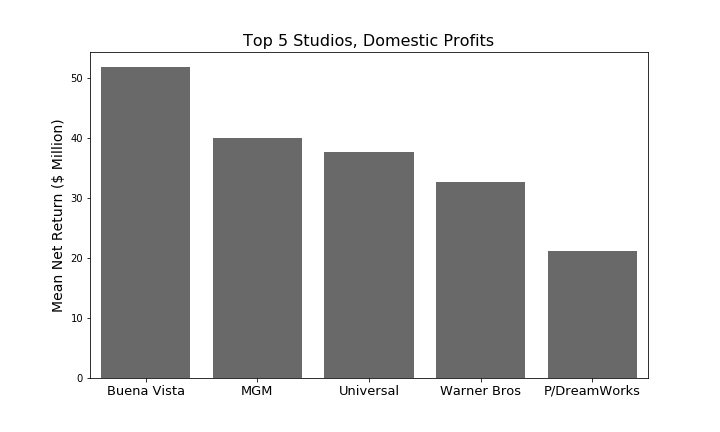 Top 5 Studios, Domestic Profits
Mean Net Return ($ Million)
50
40
30
20
10
0
Buena Vista MGM Universal Warner Bros P/DreamWorks